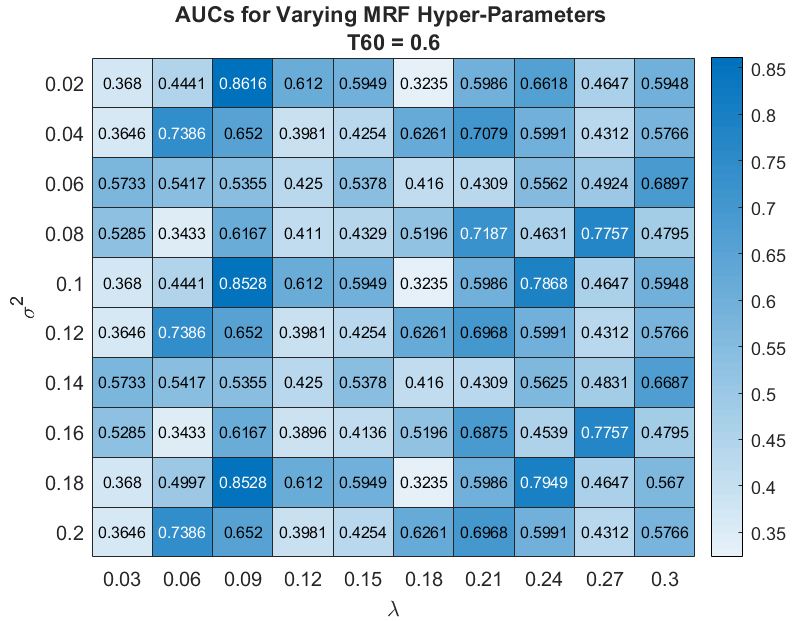 AUCs for Varying MRF Hyper-Parameters
T60 = 0.6
0.02 0.368 0.4441 0.8616 0.612 0.5949 0.3235 0.5986 0.6618 0.4647 0.5948
0.04 0.3646 0.7386 0.652 0.3981 0.4254 0.6261 0.7079 0.5991 0.4312 0.5766
0.06 0.5733 0.5417 0.5355 0.425 0.5378 0.416 0.4309 0.5562 0.4924 0.6897
0.08 0.5285 0.3433 0.6167 0.411 0.4329 0.5196 0.7187 0.4631 0.7757 0.4795
0.1 0.368 0.4441 0.8528 0.612 0.5949 0.3235 0.5986 0.7868 0.4647 0.5948
0.12 0.3646 0.7386 0.652 0.3981 0.4254 0.6261 0.6968 0.5991 0.4312 0.5766
0.14 0.5733 0.5417 0.5355 0.425 0.5378 0.416 0.4309 0.5625 0.4831 0.6687
0.16 0.5285 0.3433 0.6167 0.3896 0.4136 0.5196 0.6875 0.4539 0.7757 0.4795
0.18 0.368 0.4997 0.8528 0.612 0.5949 0.3235 0.5986 0.7949 0.4647 0.567
0.2 0.3646 0.7386 0.652 0.3981 0.4254 0.6261 0.6968 0.5991 0.4312 0.5766
0.03 0.06 0.09 0.12 0.15 0.18 0.21 0.24 0.27 0.3
λ
σ²
0.85
0.8
0.75
0.7
0.65
0.6
0.55
0.5
0.45
0.4
0.35